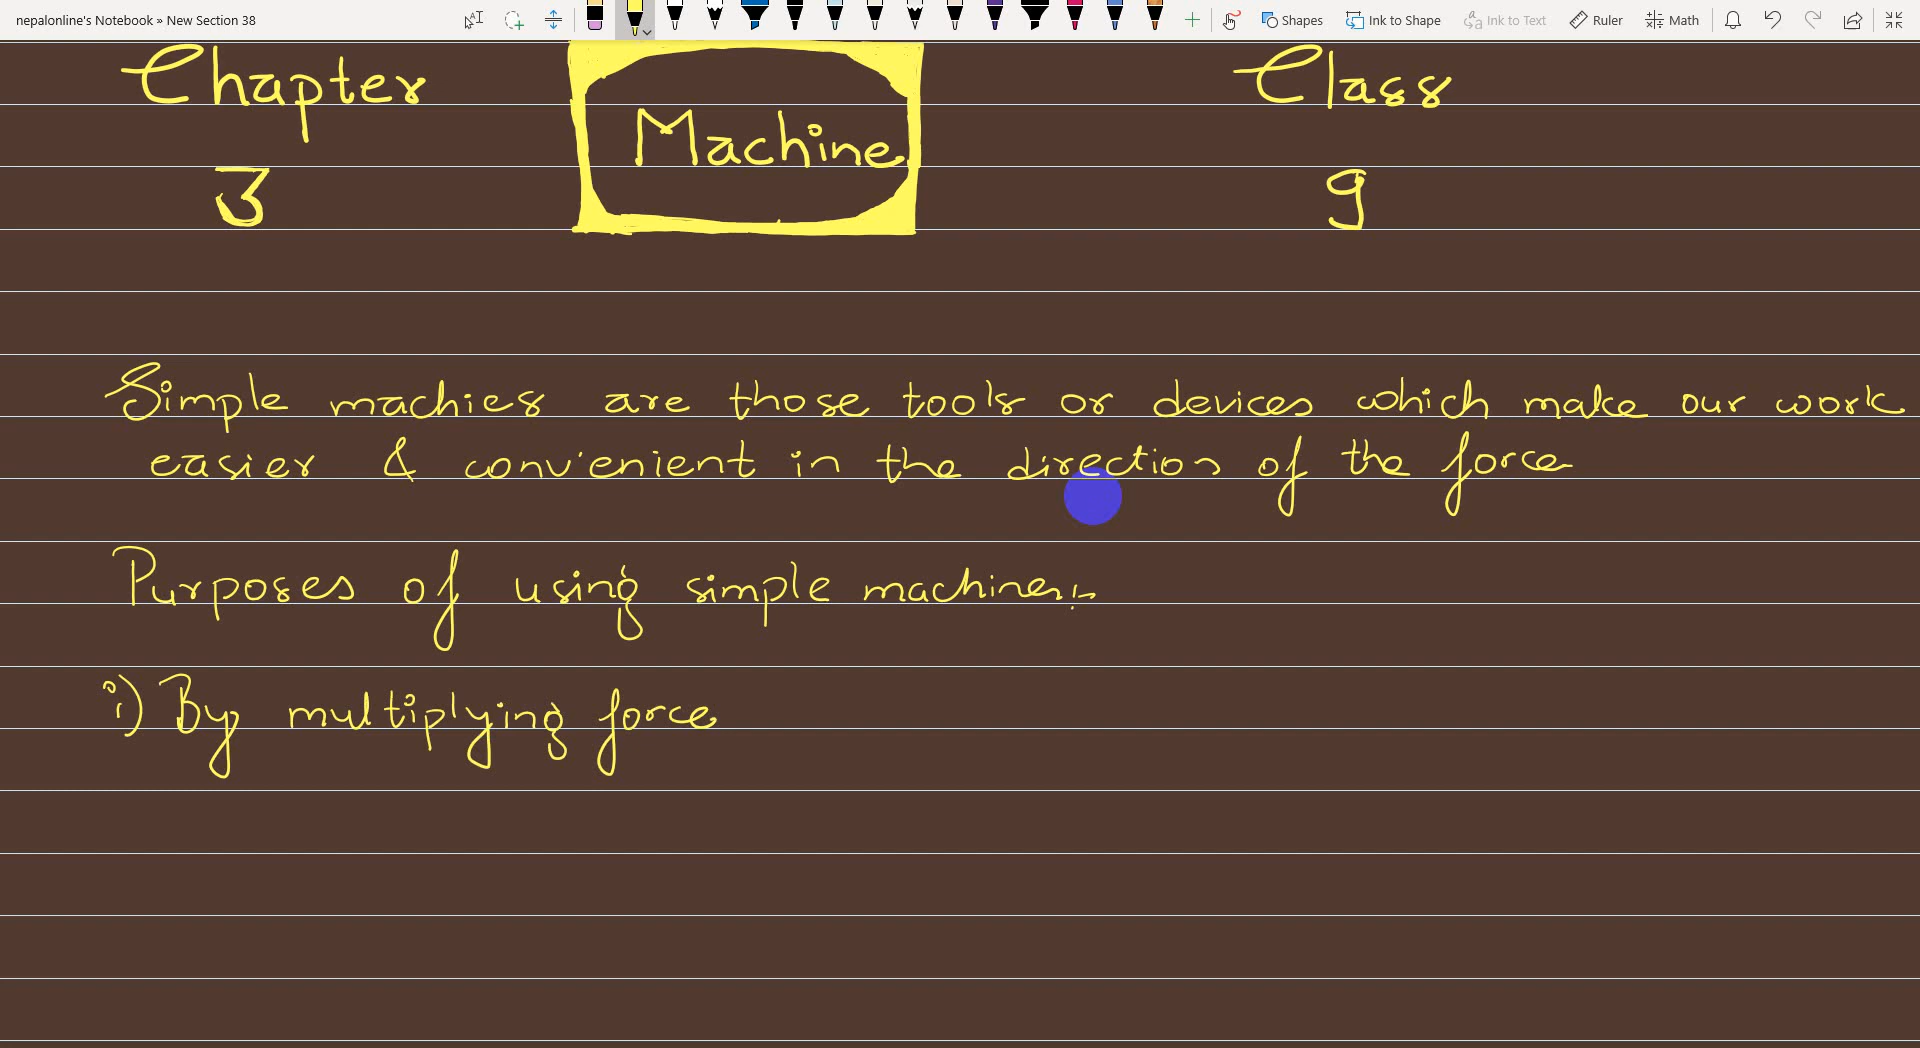 nepalonline's Notebook » New Section 38
Shapes Ink to Shape Ink to Text Ruler Math
Chapter Machine Class
3 9
Simple machies are those tools or devices which make our work
easier & convienient in the direction of the force
Purposes of using simple machines:-
i) By multiplying force